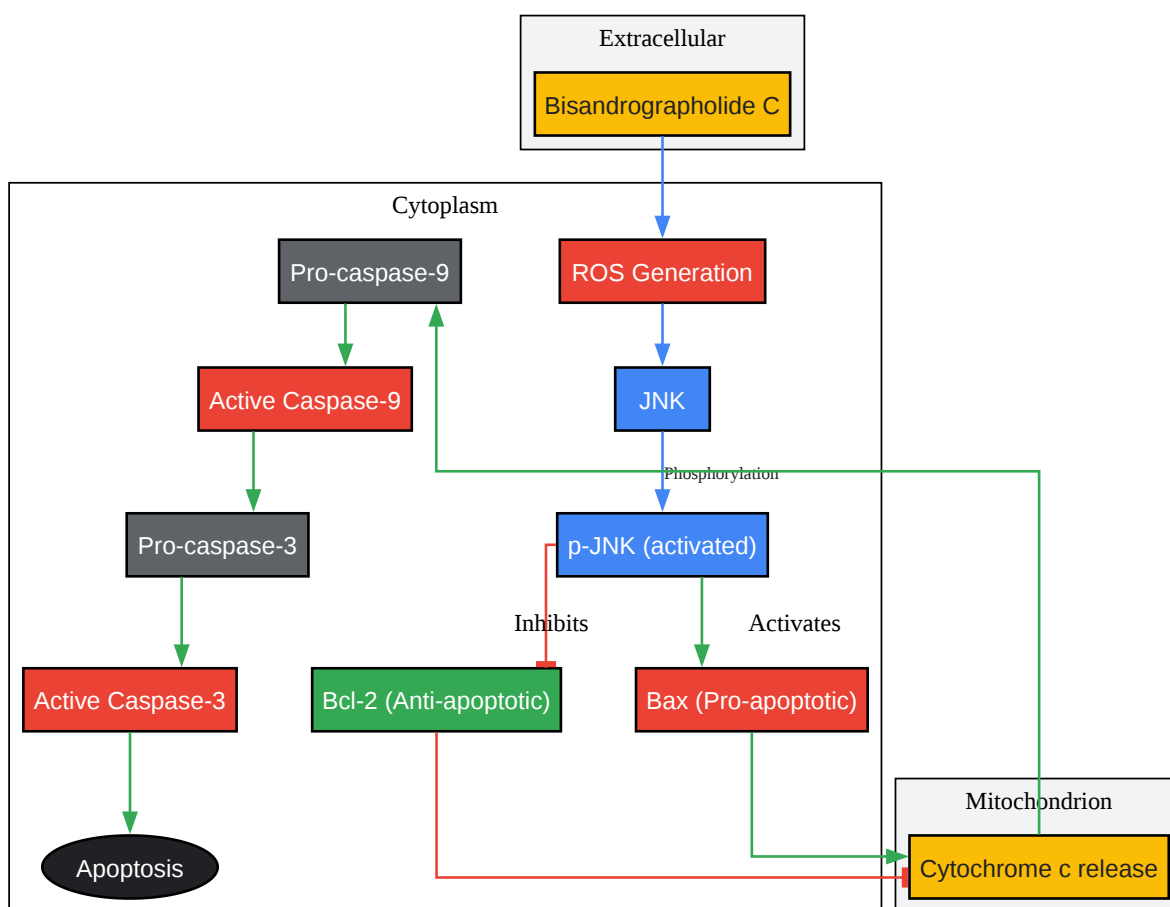 Extracellular
Bisandrographolide C
Cytoplasm
Pro-caspase-9
ROS Generation
Active Caspase-9
JNK
Phosphorylation
Pro-caspase-3
p-JNK (activated)
Inhibits
Activates
Active Caspase-3
Bcl-2 (Anti-apoptotic)
Bax (Pro-apoptotic)
Mitochondrion
Apoptosis
Cytochrome c release